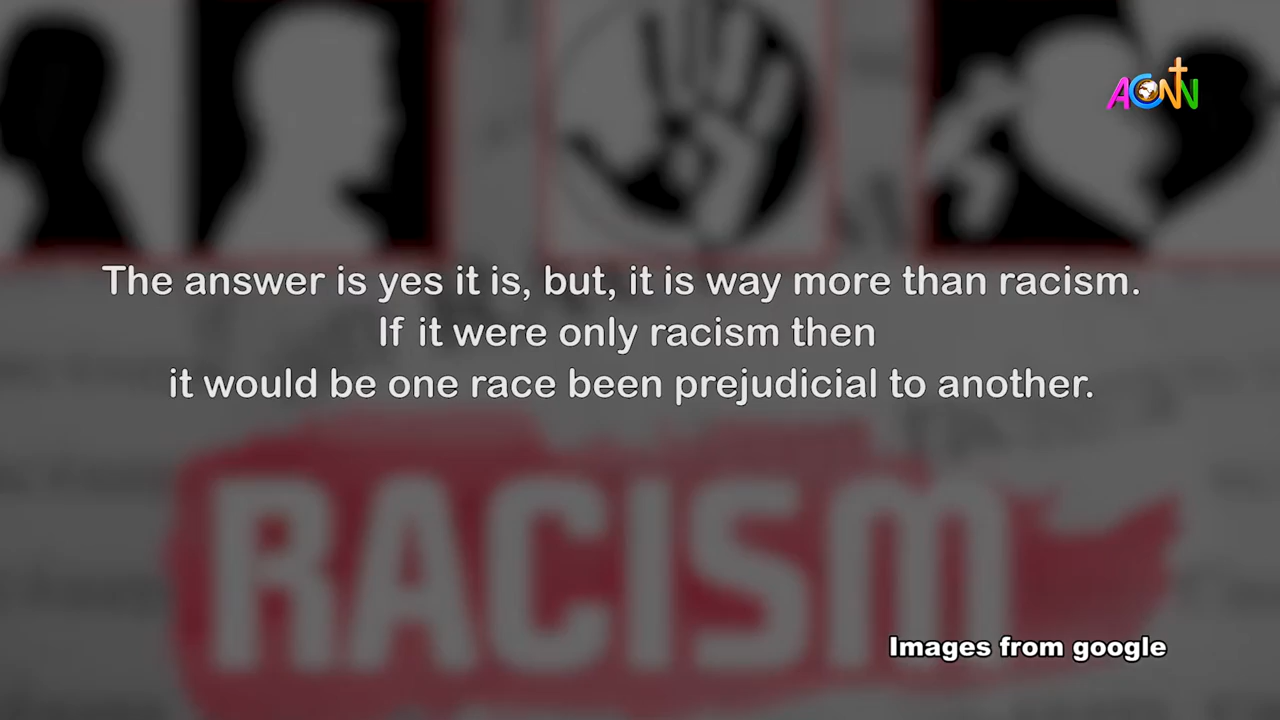 ACNN
The answer is yes it is, but, it is way more than racism.
If it were only racism then
it would be one race been prejudicial to another.
RACISM
Images from google